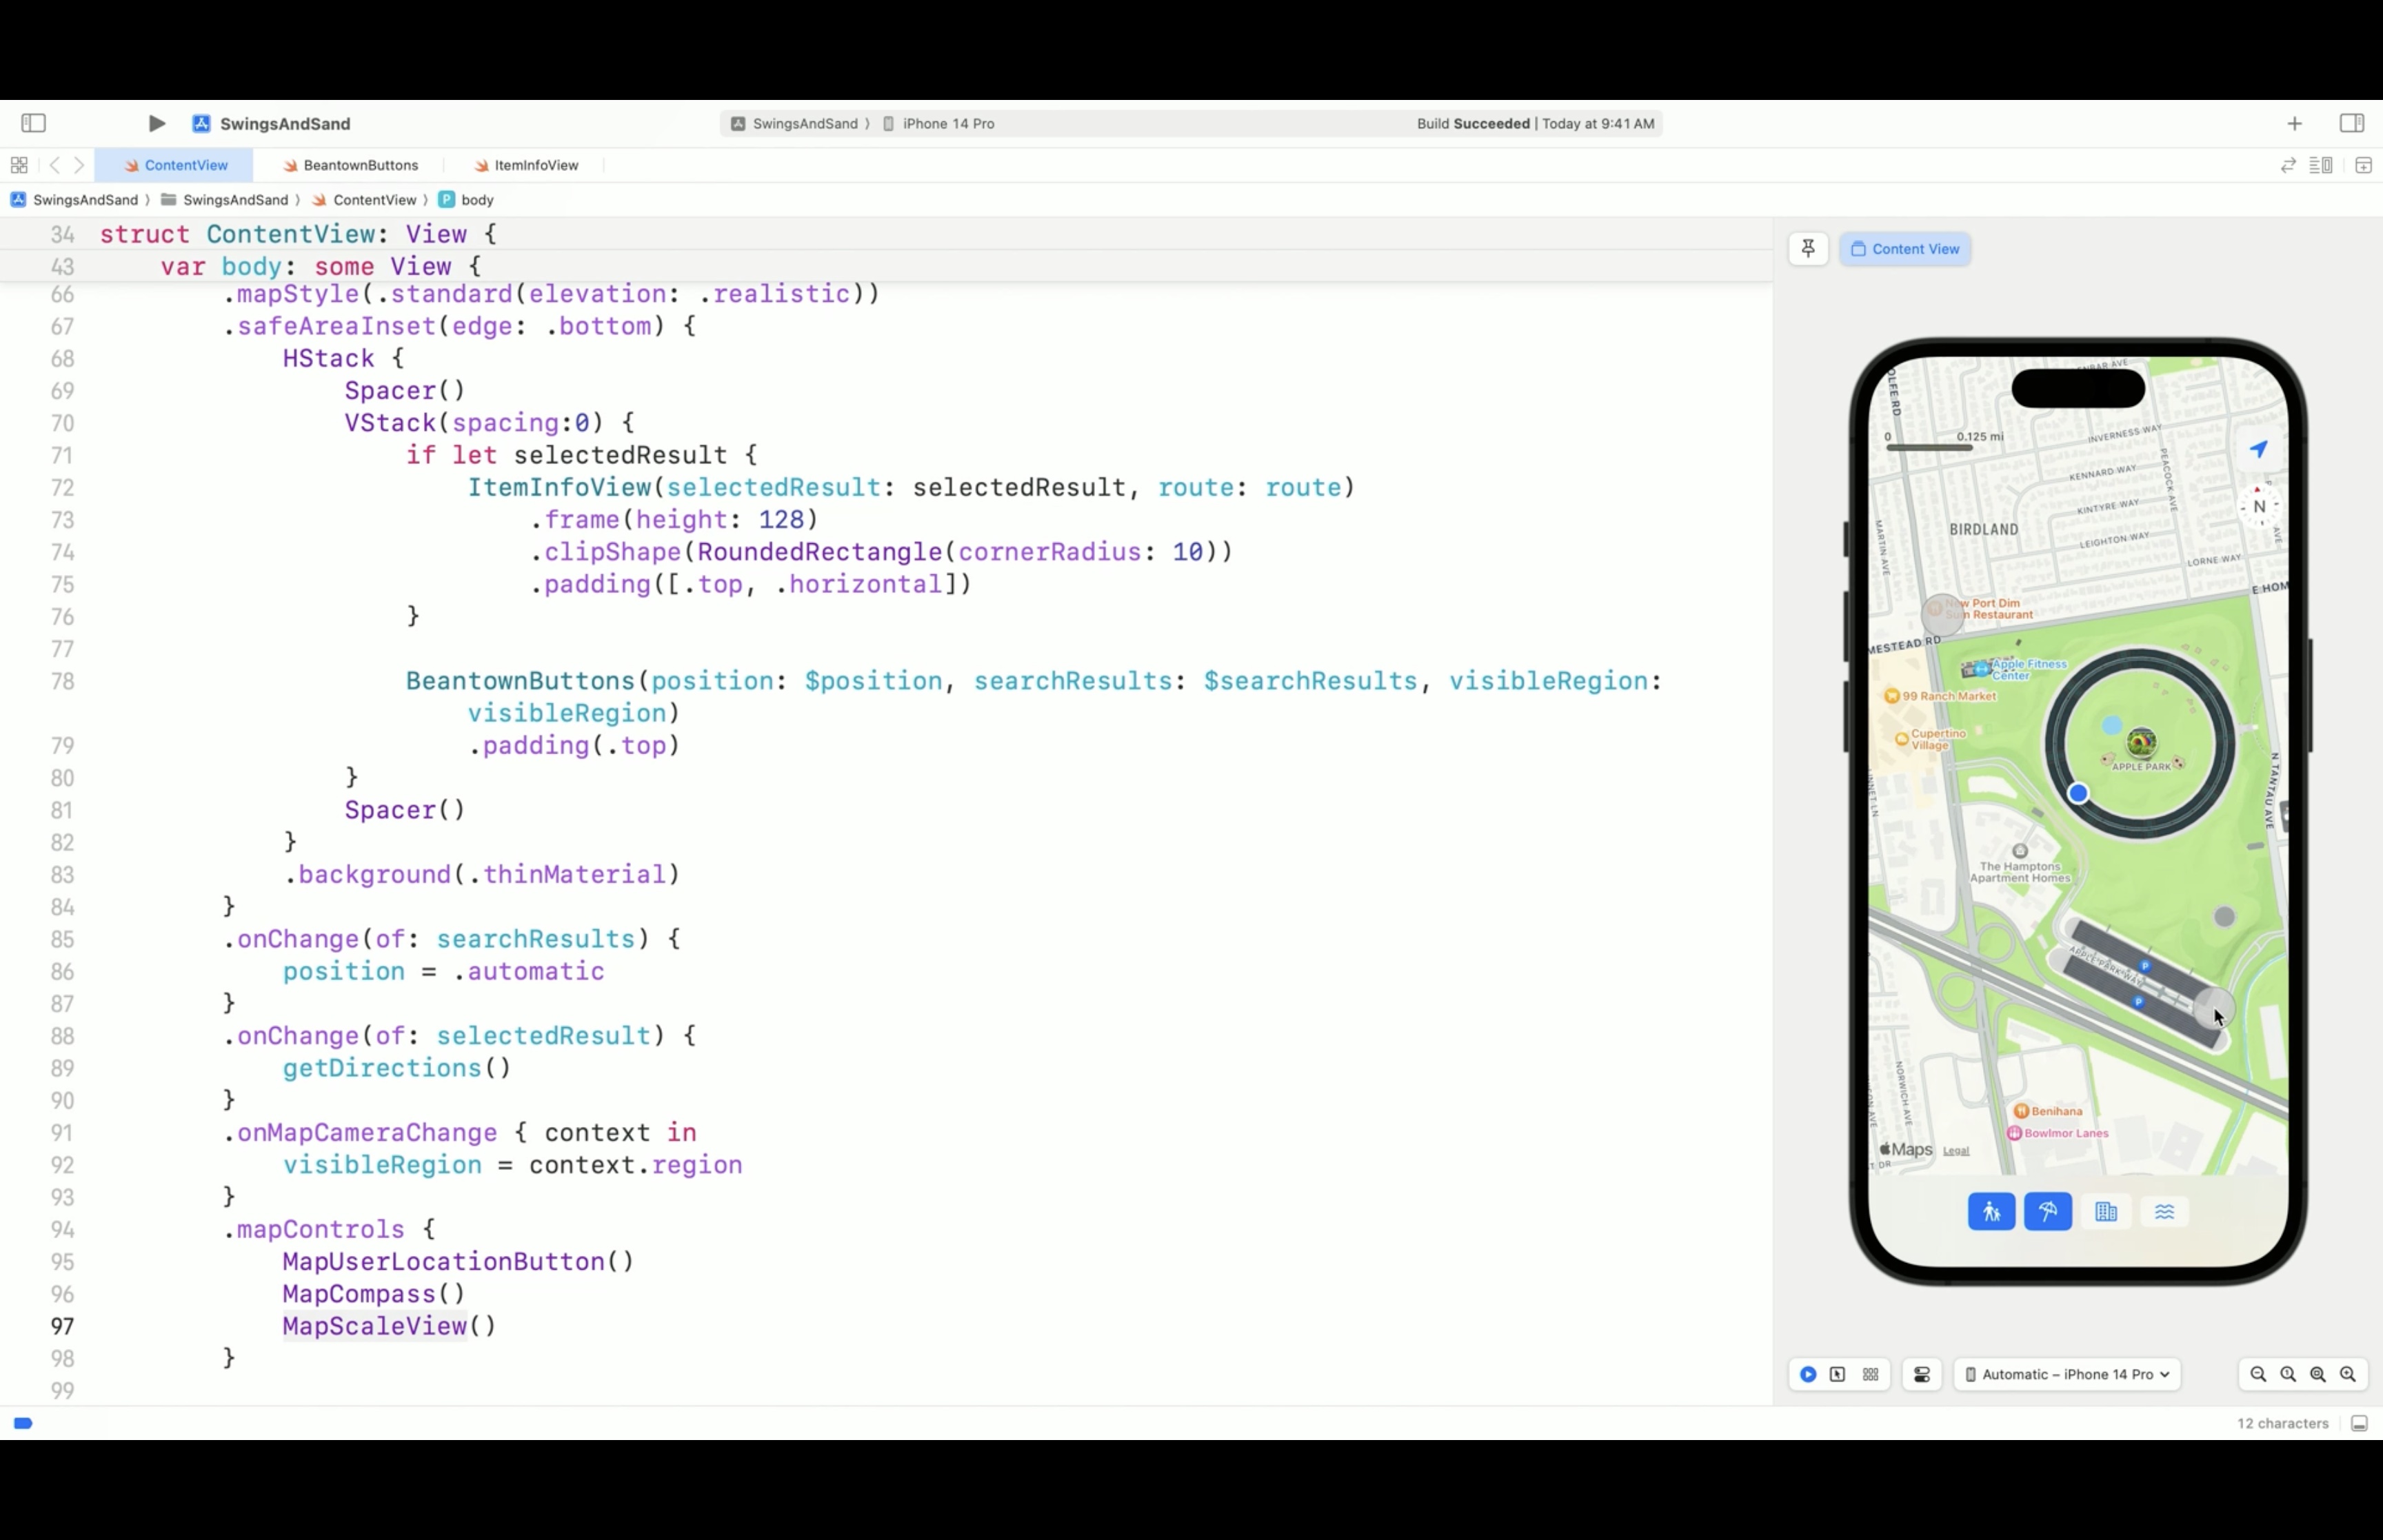 SwingsAndSand
SwingsAndSand 〉 iPhone 14 Pro
Build Succeeded | Today at 9:41 AM
ContentView
BeantownButtons
ItemInfoView
SwingsAndSand 〉 SwingsAndSand 〉 ContentView 〉 P body
34 struct ContentView: View {
43 var body: some View {
66 .mapStyle(.standard(elevation: .realistic))
67 .safeAreaInset(edge: .bottom) {
68 HStack {
69 Spacer()
70 VStack(spacing:0) {
71 if let selectedResult {
72 ItemInfoView(selectedResult: selectedResult, route: route)
73 .frame(height: 128)
74 .clipShape(RoundedRectangle(cornerRadius: 10))
75 .padding([.top, .horizontal])
76 }
77
78 BeantownButtons(position: $position, searchResults: $searchResults, visibleRegion:
visibleRegion)
79 .padding(.top)
80 }
81 Spacer()
82 }
83 .background(.thinMaterial)
84 }
85 .onChange(of: searchResults) {
86 position = .automatic
87 }
88 .onChange(of: selectedResult) {
89 getDirections()
90 }
91 .onMapCameraChange { context in
92 visibleRegion = context.region
93 }
94 .mapControls {
95 MapUserLocationButton()
96 MapCompass()
97 MapScaleView()
98 }
99
Content View
OLFE RD
0 0.125 mi
INVERNESS WAY
PEACOCK AVE
KENNARD WAY
N
KINTYRE WAY
BIRDLAND
MARTIN AVE
LEIGHTON WAY
AVE
LORNE WAY
E HOM
New Port Dim
Sum Restaurant
MESTEAD RD
Apple Fitness
Center
99 Ranch Market
Cupertino
Village
APPLE PARK
N TANTAU AVE
The Hamptons
Apartment Homes
APPLE PARK WAY
P
P
NORWICH AVE
Benihana
Bowlmor Lanes
Maps Legal
T DR
Automatic – iPhone 14 Pro
12 characters